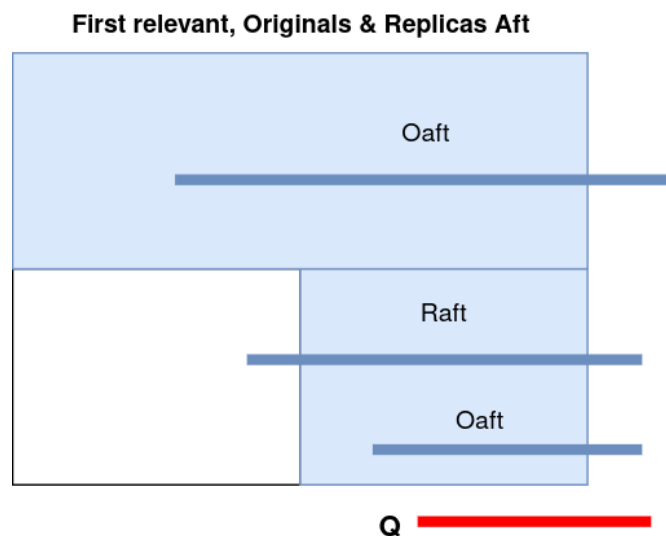 First relevant, Originals & Replicas Aft
Oaft
Raft
Oaft
Q